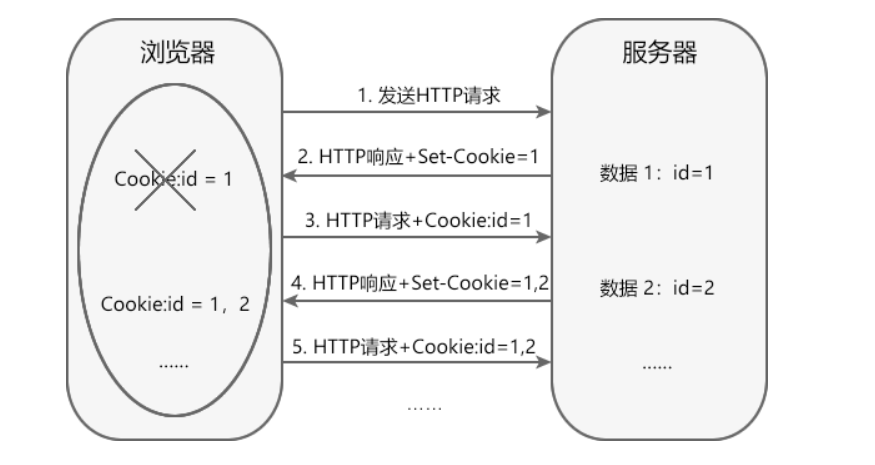 浏览器
服务器
1. 发送HTTP请求
2. HTTP响应+Set-Cookie=1
Cookie:id = 1
数据 1：id=1
3. HTTP请求+Cookie:id=1
4. HTTP响应+Set-Cookie=1,2
数据 2：id=2
Cookie:id = 1，2
5. HTTP请求+Cookie:id=1,2
......
......
......